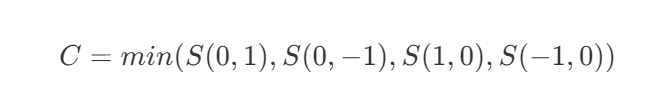 C = min(S(0, 1), S(0, −1), S(1, 0), S(−1, 0))